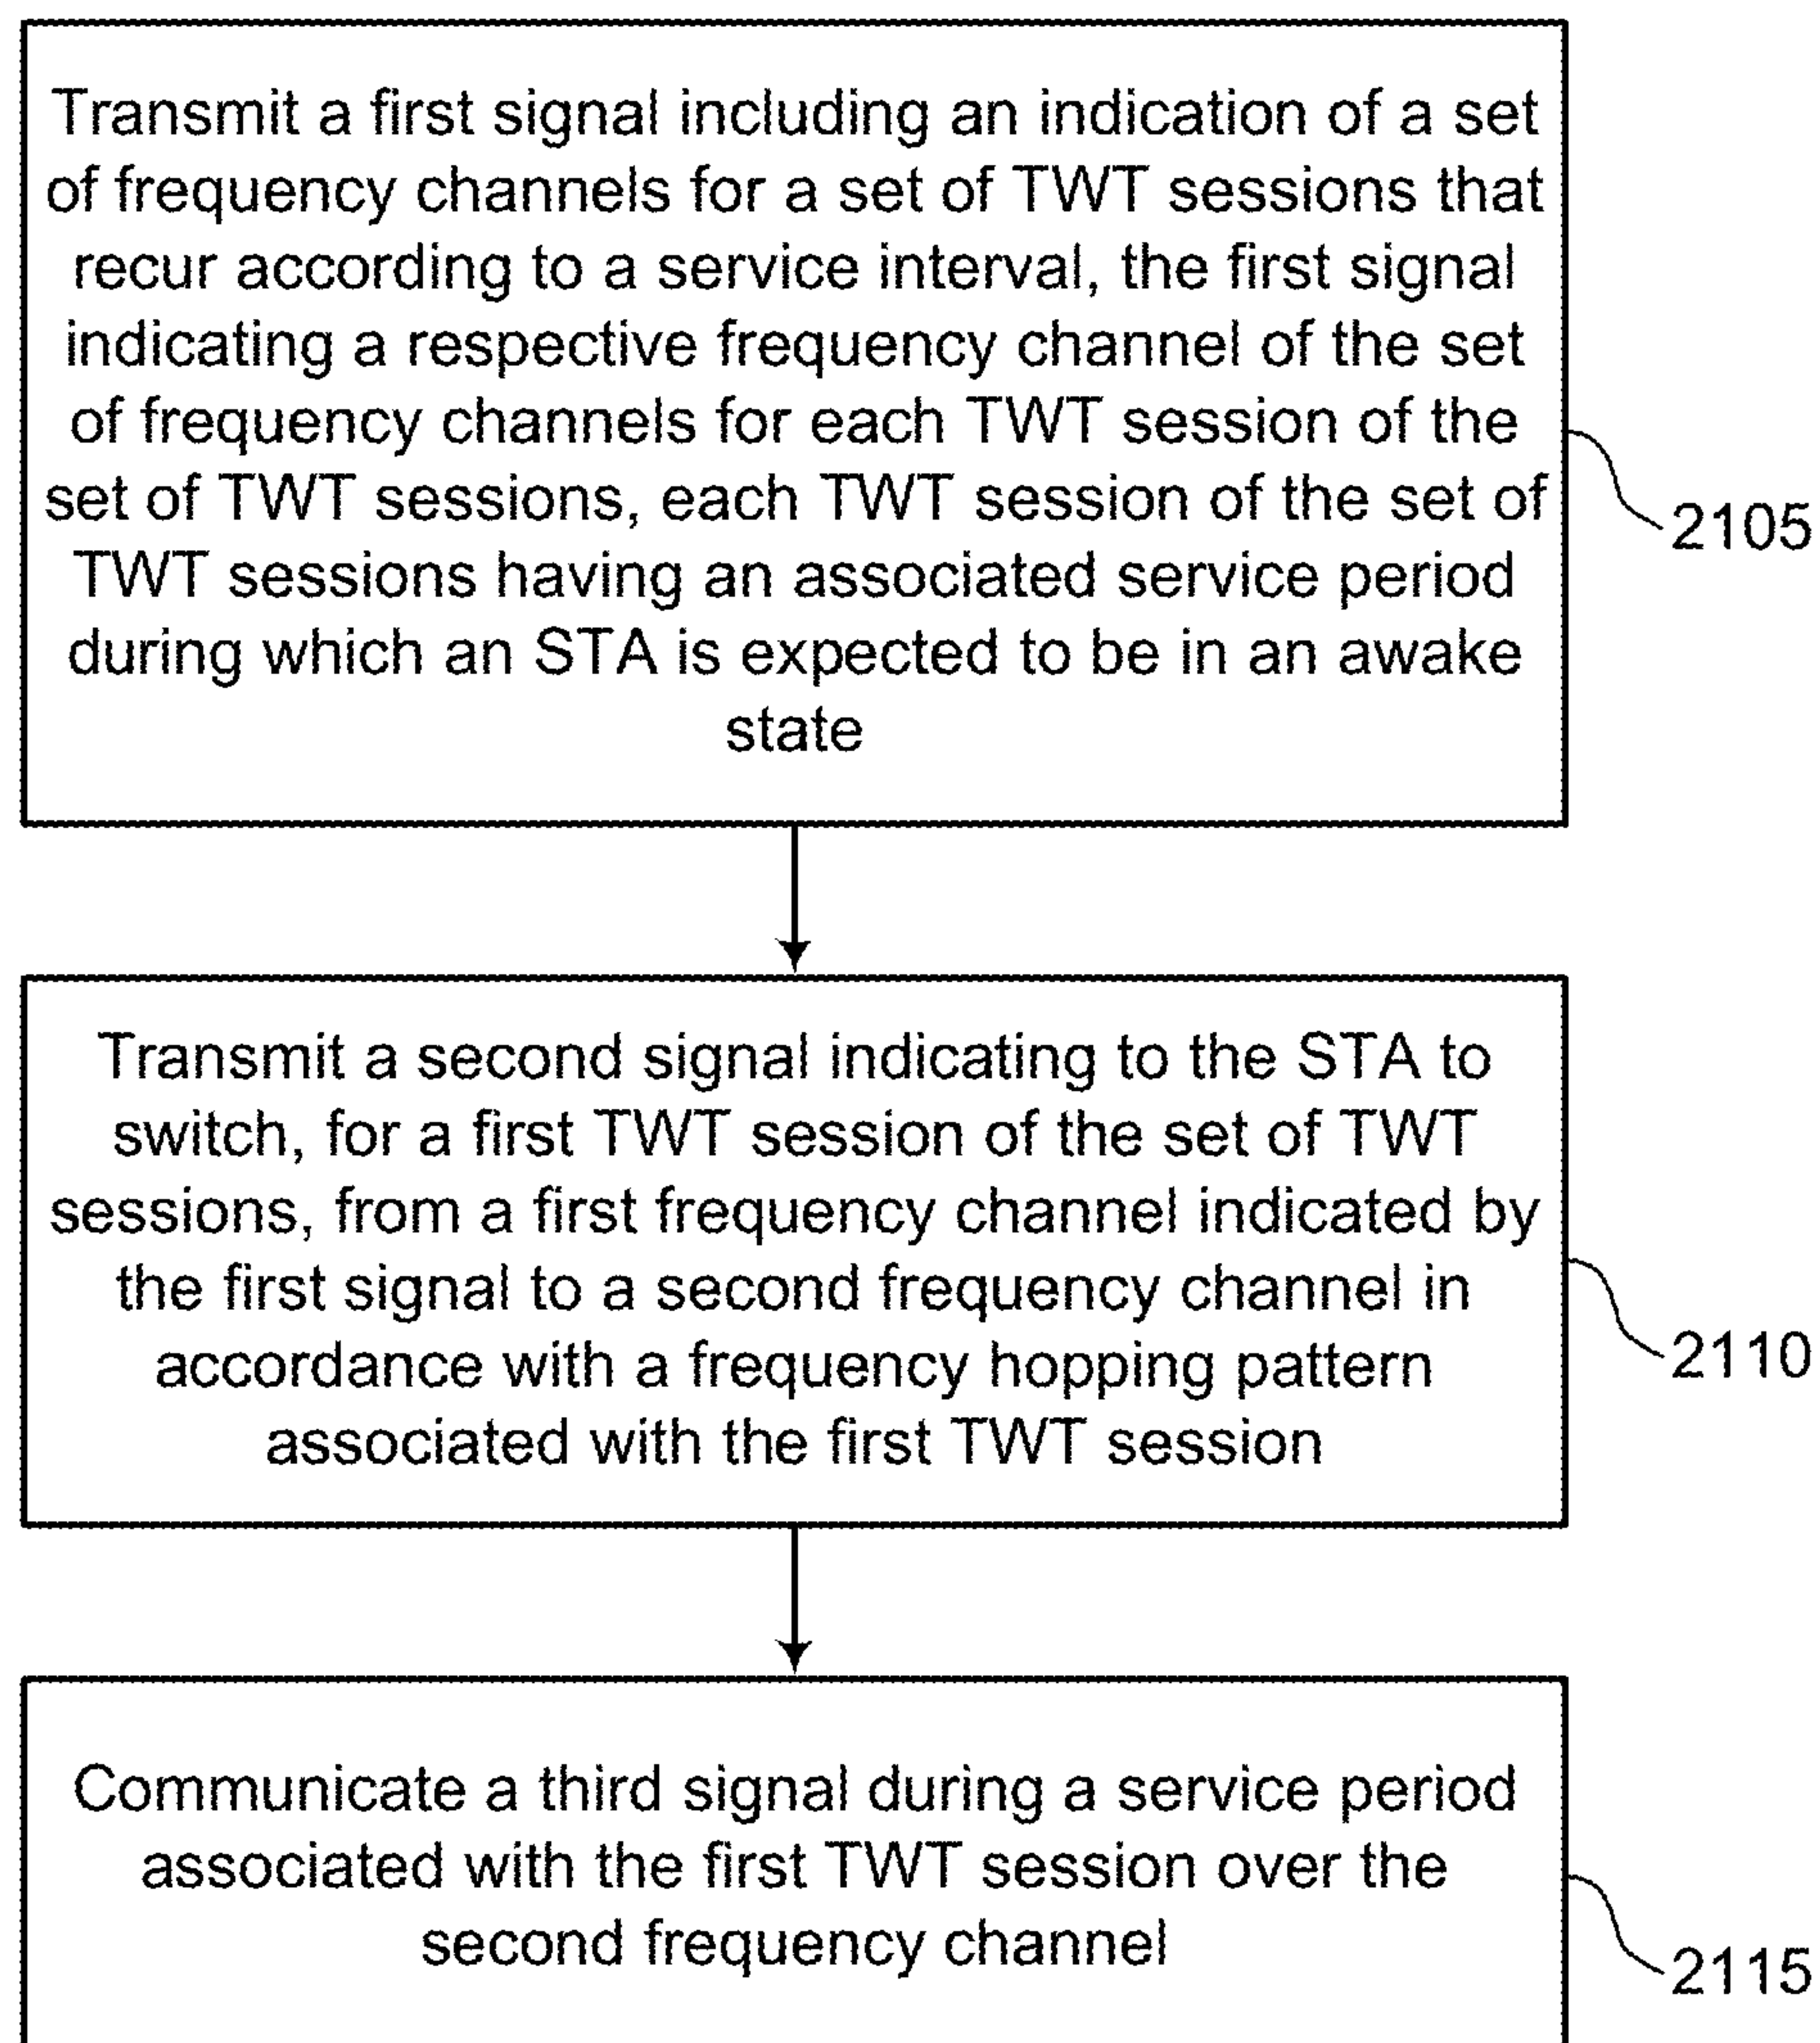 Transmit a first signal including an indication of a set
of frequency channels for a set of TWT sessions that
recur according to a service interval, the first signal
indicating a respective frequency channel of the set
of frequency channels for each TWT session of the
set of TWT sessions, each TWT session of the set of
TWT sessions having an associated service period
during which an STA is expected to be in an awake
state
2105
Transmit a second signal indicating to the STA to
switch, for a first TWT session of the set of TWT
sessions, from a first frequency channel indicated by
the first signal to a second frequency channel in
accordance with a frequency hopping pattern
associated with the first TWT session
2110
Communicate a third signal during a service period
associated with the first TWT session over the
second frequency channel
2115